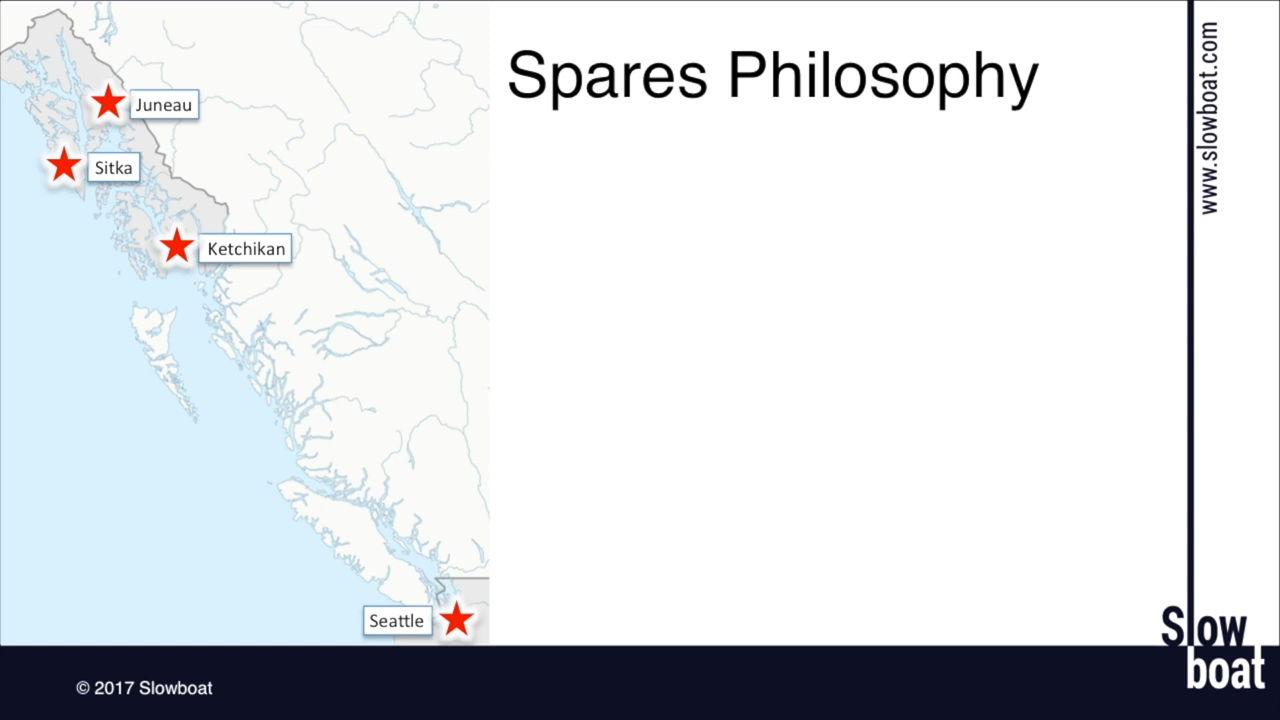 Spares Philosophy
Juneau
Sitka
Ketchikan
Seattle
www.slowboat.com
Slow
boat
© 2017 Slowboat